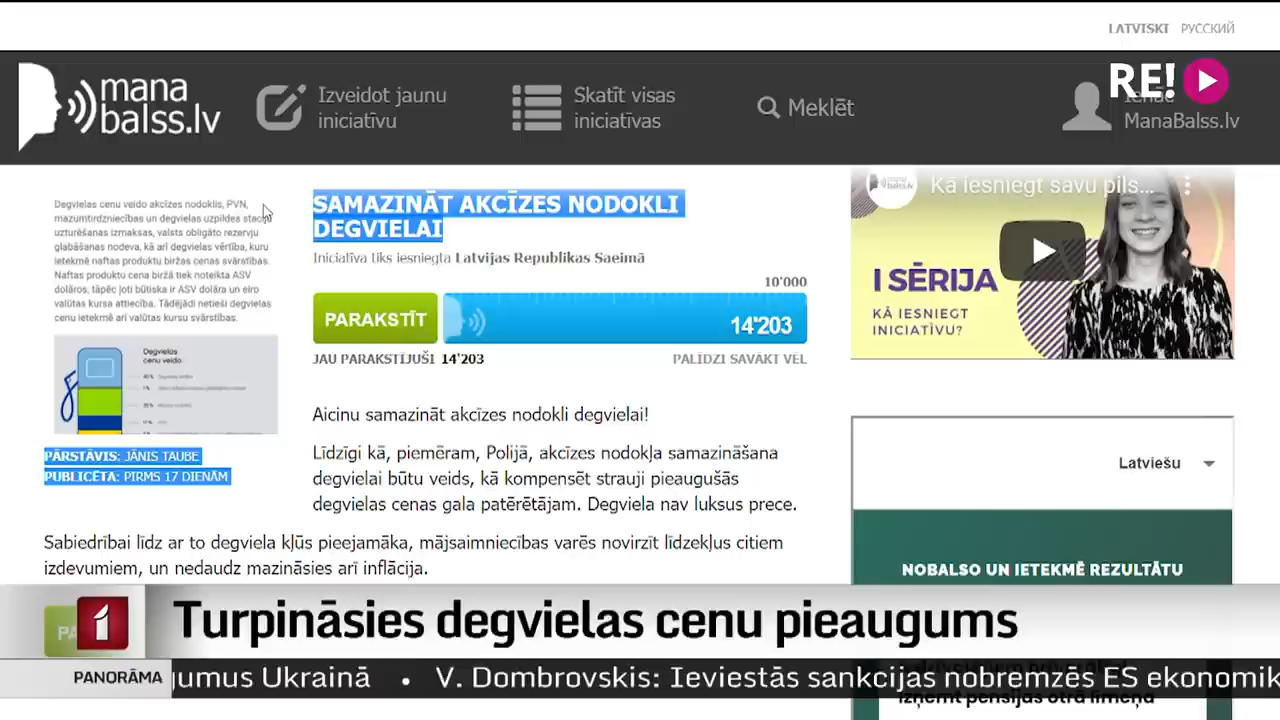 LATVISKI РУССКИЙ
mana
balss.lv
Izveidot jaunu
iniciatīvu
Skatīt visas
iniciatīvas
Meklēt
RE!
ManaBalss.lv
Degvielas cenu veido akcīzes nodoklis, PVN,
mazumtirdzniecības un degvielas uzpildes staciju
uzturēšanas izmaksas, valsts obligāto rezervju
glabāšanas nodeva, kā arī degvielas vērtība, kuru
ietekmē naftas produktu biržas cenas svārstības.
Naftas produktu cena biržā tiek noteikta ASV
dolāros, tāpēc ļoti būtiska ir ASV dolāra un eiro
valūtas kursa attiecība. Tādējādi netieši degvielas
cenu ietekmē arī valūtas kursu svārstības.
Degvielas
cenu veido:
PĀRSTĀVIS: JĀNIS TAUBE
PUBLICĒTA: PIRMS 17 DIENĀM
SAMAZINĀT AKCĪZES NODOKLI
DEGVIELAI
Iniciatīva tiks iesniegta Latvijas Republikas Saeimā
10'000
PARAKSTĪT
14'203
JAU PARAKSTĪJUŠI 14'203
PALĪDZI SAVĀKT VĒL
Aicinu samazināt akcīzes nodokli degvielai!
Līdzīgi kā, piemēram, Polijā, akcīzes nodokļa samazināšana
degvielai būtu veids, kā kompensēt strauji pieaugušās
degvielas cenas gala patērētājam. Degviela nav luksus prece.
Sabiedrībai līdz ar to degviela kļūs pieejamāka, mājsaimniecības varēs novirzīt līdzekļus citiem
izdevumiem, un nedaudz mazināsies arī inflācija.
Kā iesniegt savu pils...
I SĒRIJA
KĀ IESNIEGT
INICIATĪVU?
Latviešu
NOBALSO UN IETEKMĒ REZULTĀTU
izņemt pensijas otrā līmeņa
1
Turpināsies degvielas cenu pieaugums
PANORĀMA
jumus Ukrainā • V. Dombrovskis: Ieviestās sankcijas nobremzēs ES ekonomik